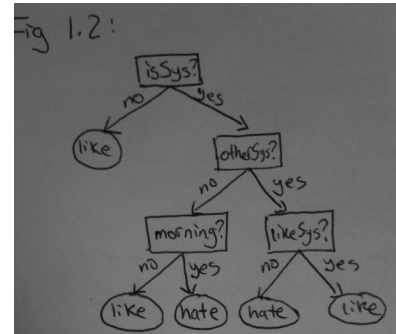 Fig 1.2:
isSys?
no yes
like
otherSys?
no yes
morning? likeSys?
no yes no yes
like hate hate like